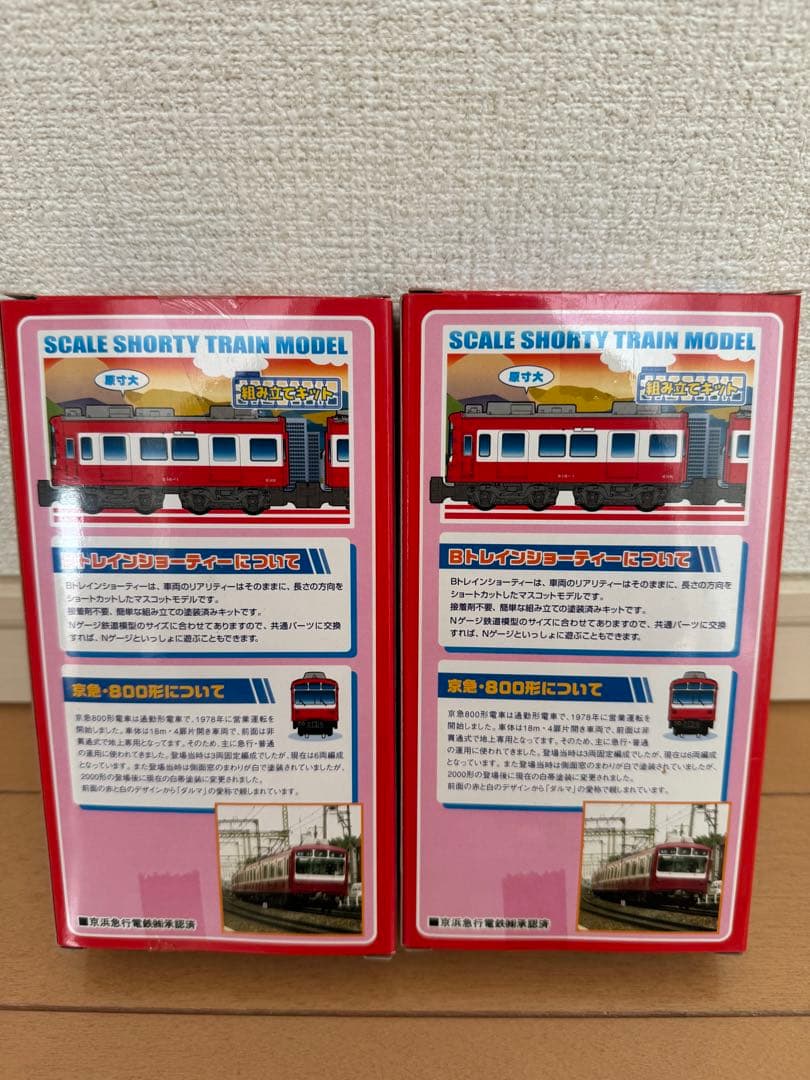 SCALE SHORTY TRAIN MODEL
原寸大
組み立てキット
Bトレインショーティーについて
Bトレインショーティーは、車両のリアリティーはそのままに、長さの方向を
ショートカットしたマスコットモデルです。
接着剤不要、簡単な組み立ての塗装済みキットです。
Nゲージ鉄道模型のサイズに合わせてありますので、共通パーツに交換
すれば、Nゲージといっしょに遊ぶこともできます。
京急・800形について
京急800形電車は通勤形電車で、1978年に営業運転を
開始しました。車体は18m・4扉片開き車両で、前面は非
貫通式で地上専用となってます。そのため、主に急行・普通
の運用に使われてきました。登場当時は3両固定編成でしたが、現在は6両編成
となっています。また登場当時は側面窓のまわりが白で塗装されていましたが、
2000形の登場後に現在の白帯塗装に変更されました。
前面の赤と白のデザインから「ダルマ」の愛称で親しまれています。
■京浜急行電鉄㈱承認済
SCALE SHORTY TRAIN MODEL
原寸大
組み立てキット
Bトレインショーティーについて
Bトレインショーティーは、車両のリアリティーはそのままに、長さの方向を
ショートカットしたマスコットモデルです。
接着剤不要、簡単な組み立ての塗装済みキットです。
Nゲージ鉄道模型のサイズに合わせてありますので、共通パーツに交換
すれば、Nゲージといっしょに遊ぶこともできます。
京急・800形について
京急800形電車は通勤形電車で、1978年に営業運転を
開始しました。車体は18m・4扉片開き車両で、前面は非
貫通式で地上専用となってます。そのため、主に急行・普通
の運用に使われてきました。登場当時は3両固定編成でしたが、現在は6両編成
となっています。また登場当時は側面窓のまわりが白で塗装されていましたが、
2000形の登場後に現在の白帯塗装に変更されました。
前面の赤と白のデザインから「ダルマ」の愛称で親しまれています。
■京浜急行電鉄㈱承認済